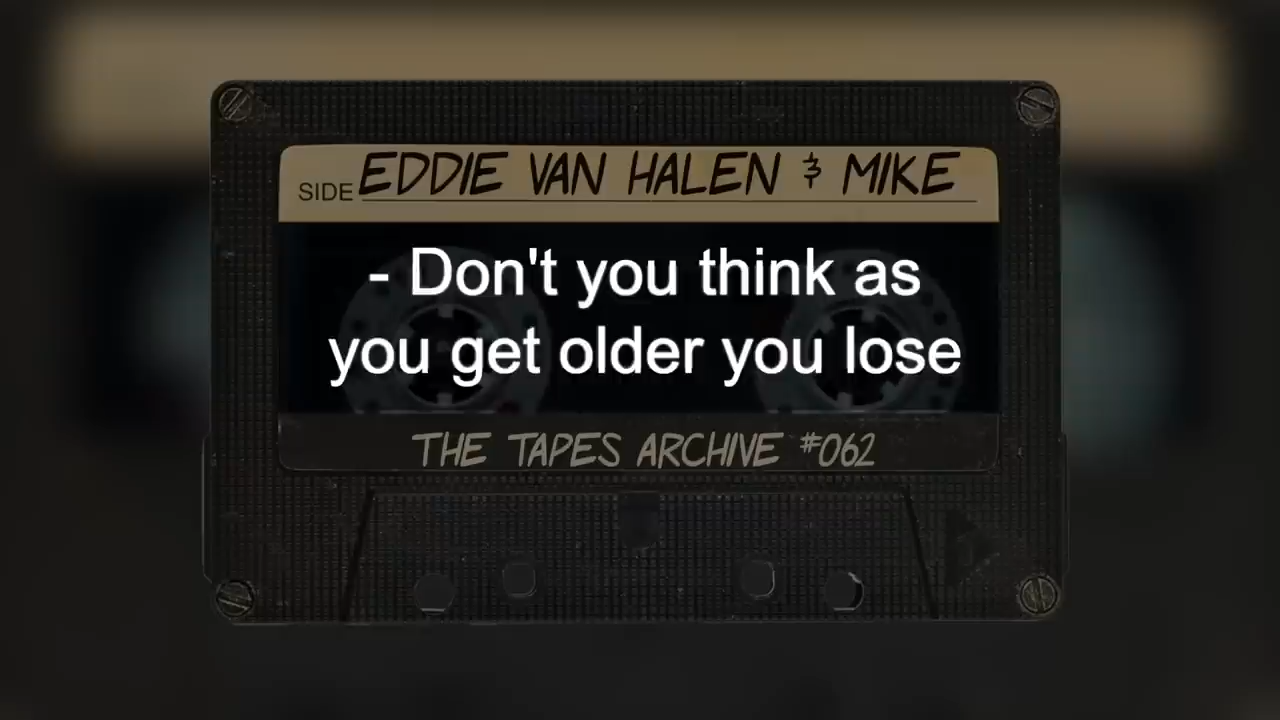 SIDE EDDIE VAN HALEN & MIKE
- Don't you think as
you get older you lose
THE TAPES ARCHIVE #062